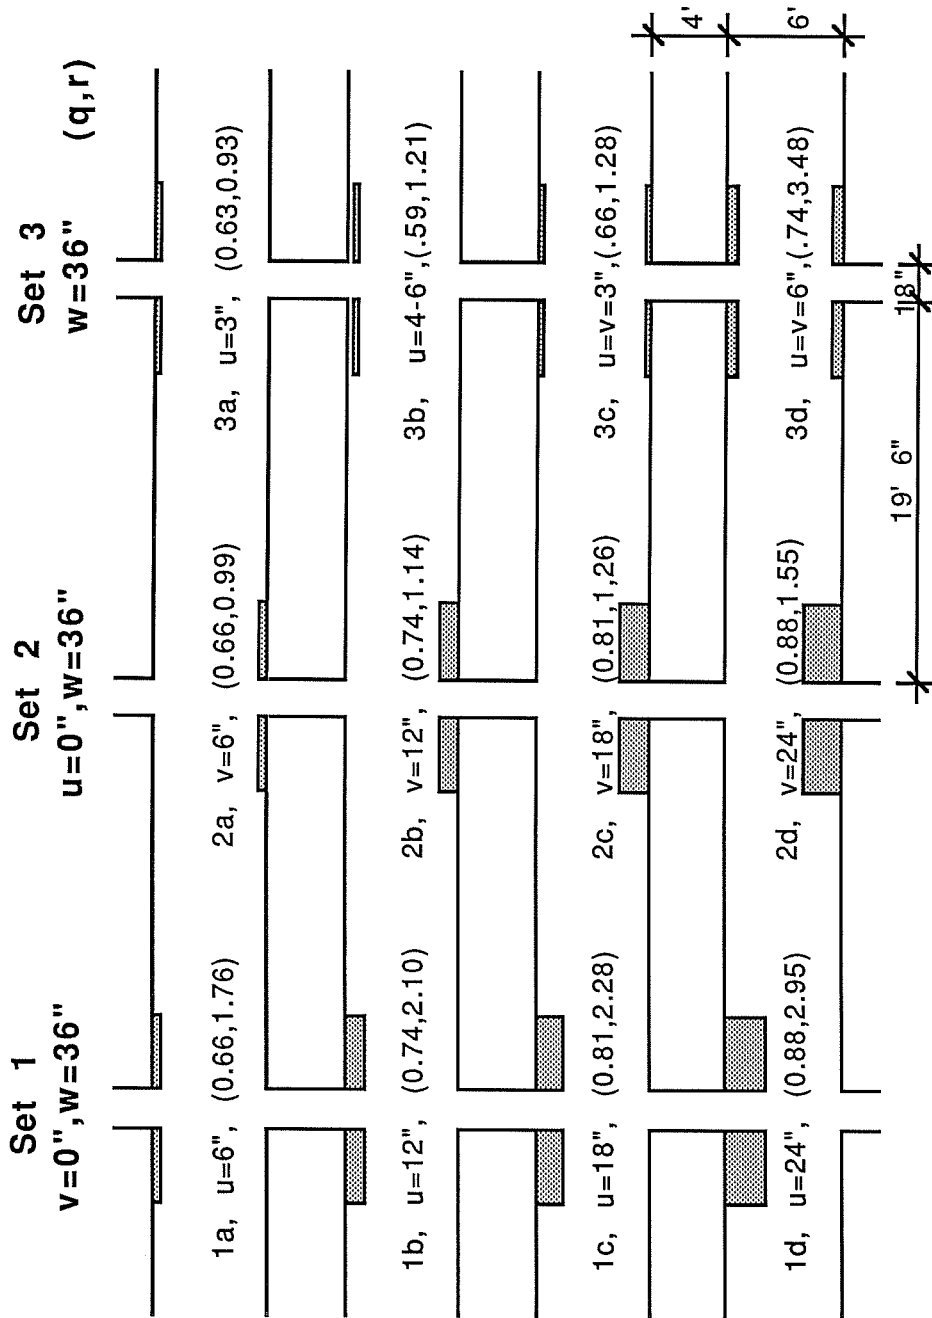 Set 1
v=0",w=36"
Set 2
u=0",w=36"
Set 3
w=36"
(q,r)
1a, u=6", (0.66,1.76)
2a, v=6", (0.66,0.99)
3a, u=3", (0.63,0.93)
1b, u=12", (0.74,2.10)
2b, v=12", (0.74,1.14)
3b, u=4-6",(.59,1.21)
1c, u=18", (0.81,2.28)
2c, v=18", (0.81,1,26)
3c, u=v=3",(.66,1.28)
1d, u=24", (0.88,2.95)
2d, v=24", (0.88,1.55)
3d, u=v=6",(.74,3.48)
4'
6'
19' 6"
18"